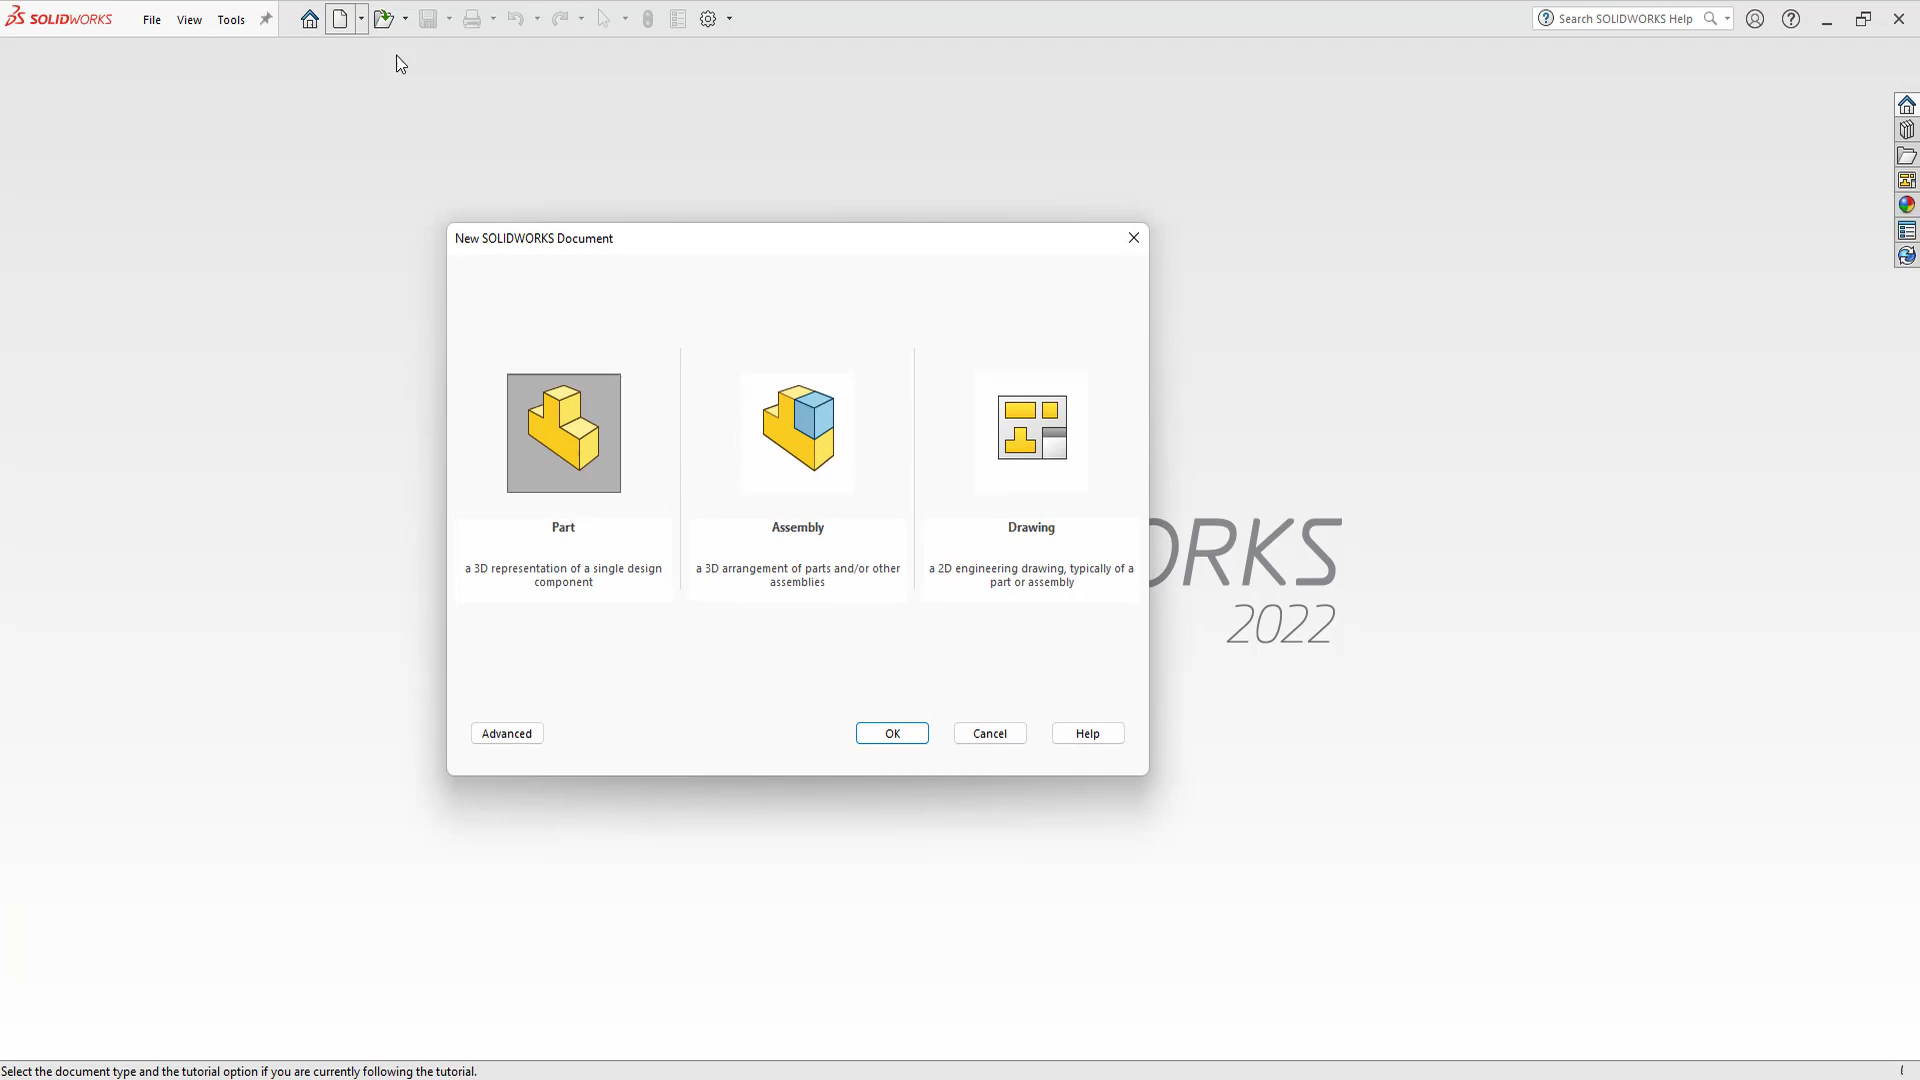 SOLIDWORKS File View Tools Search SOLIDWORKS Help
New SOLIDWORKS Document
Part Assembly Drawing
a 3D representation of a single design component
a 3D arrangement of parts and/or other assemblies
a 2D engineering drawing, typically of a part or assembly
ORKS
2022
Advanced OK Cancel Help
Select the document type and the tutorial option if you are currently following the tutorial.